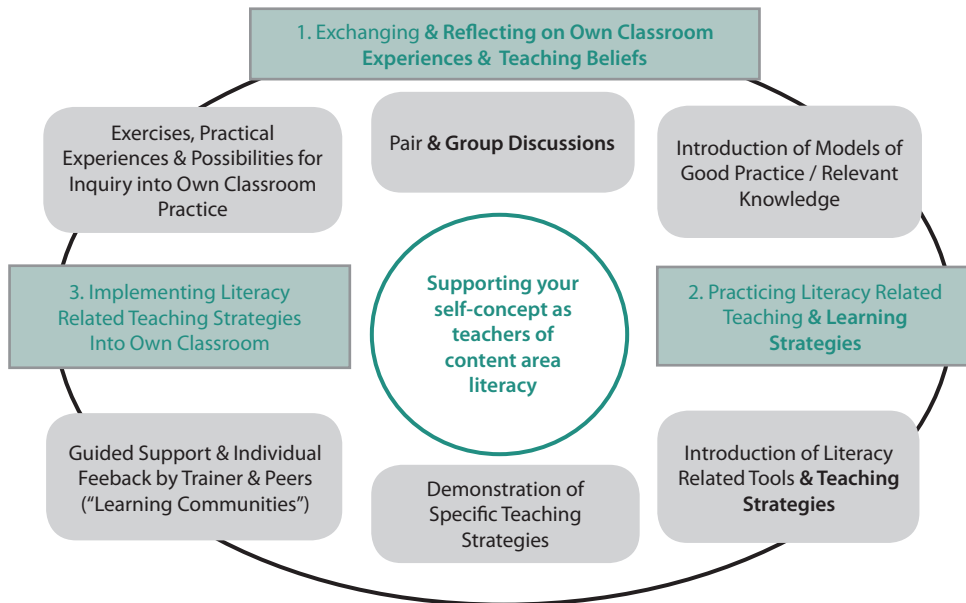 1. Exchanging & Reflecting on Own Classroom
Experiences & Teaching Beliefs
Exercises, Practical
Experiences & Possibilities for
Inquiry into Own Classroom
Practice
Pair & Group Discussions
Introduction of Models of
Good Practice / Relevant
Knowledge
3. Implementing Literacy
Related Teaching Strategies
Into Own Classroom
Supporting your
self-concept as
teachers of
content area
literacy
2. Practicing Literacy Related
Teaching & Learning
Strategies
Guided Support & Individual
Feeback by Trainer & Peers
(“Learning Communities”)
Demonstration of
Specific Teaching
Strategies
Introduction of Literacy
Related Tools & Teaching
Strategies